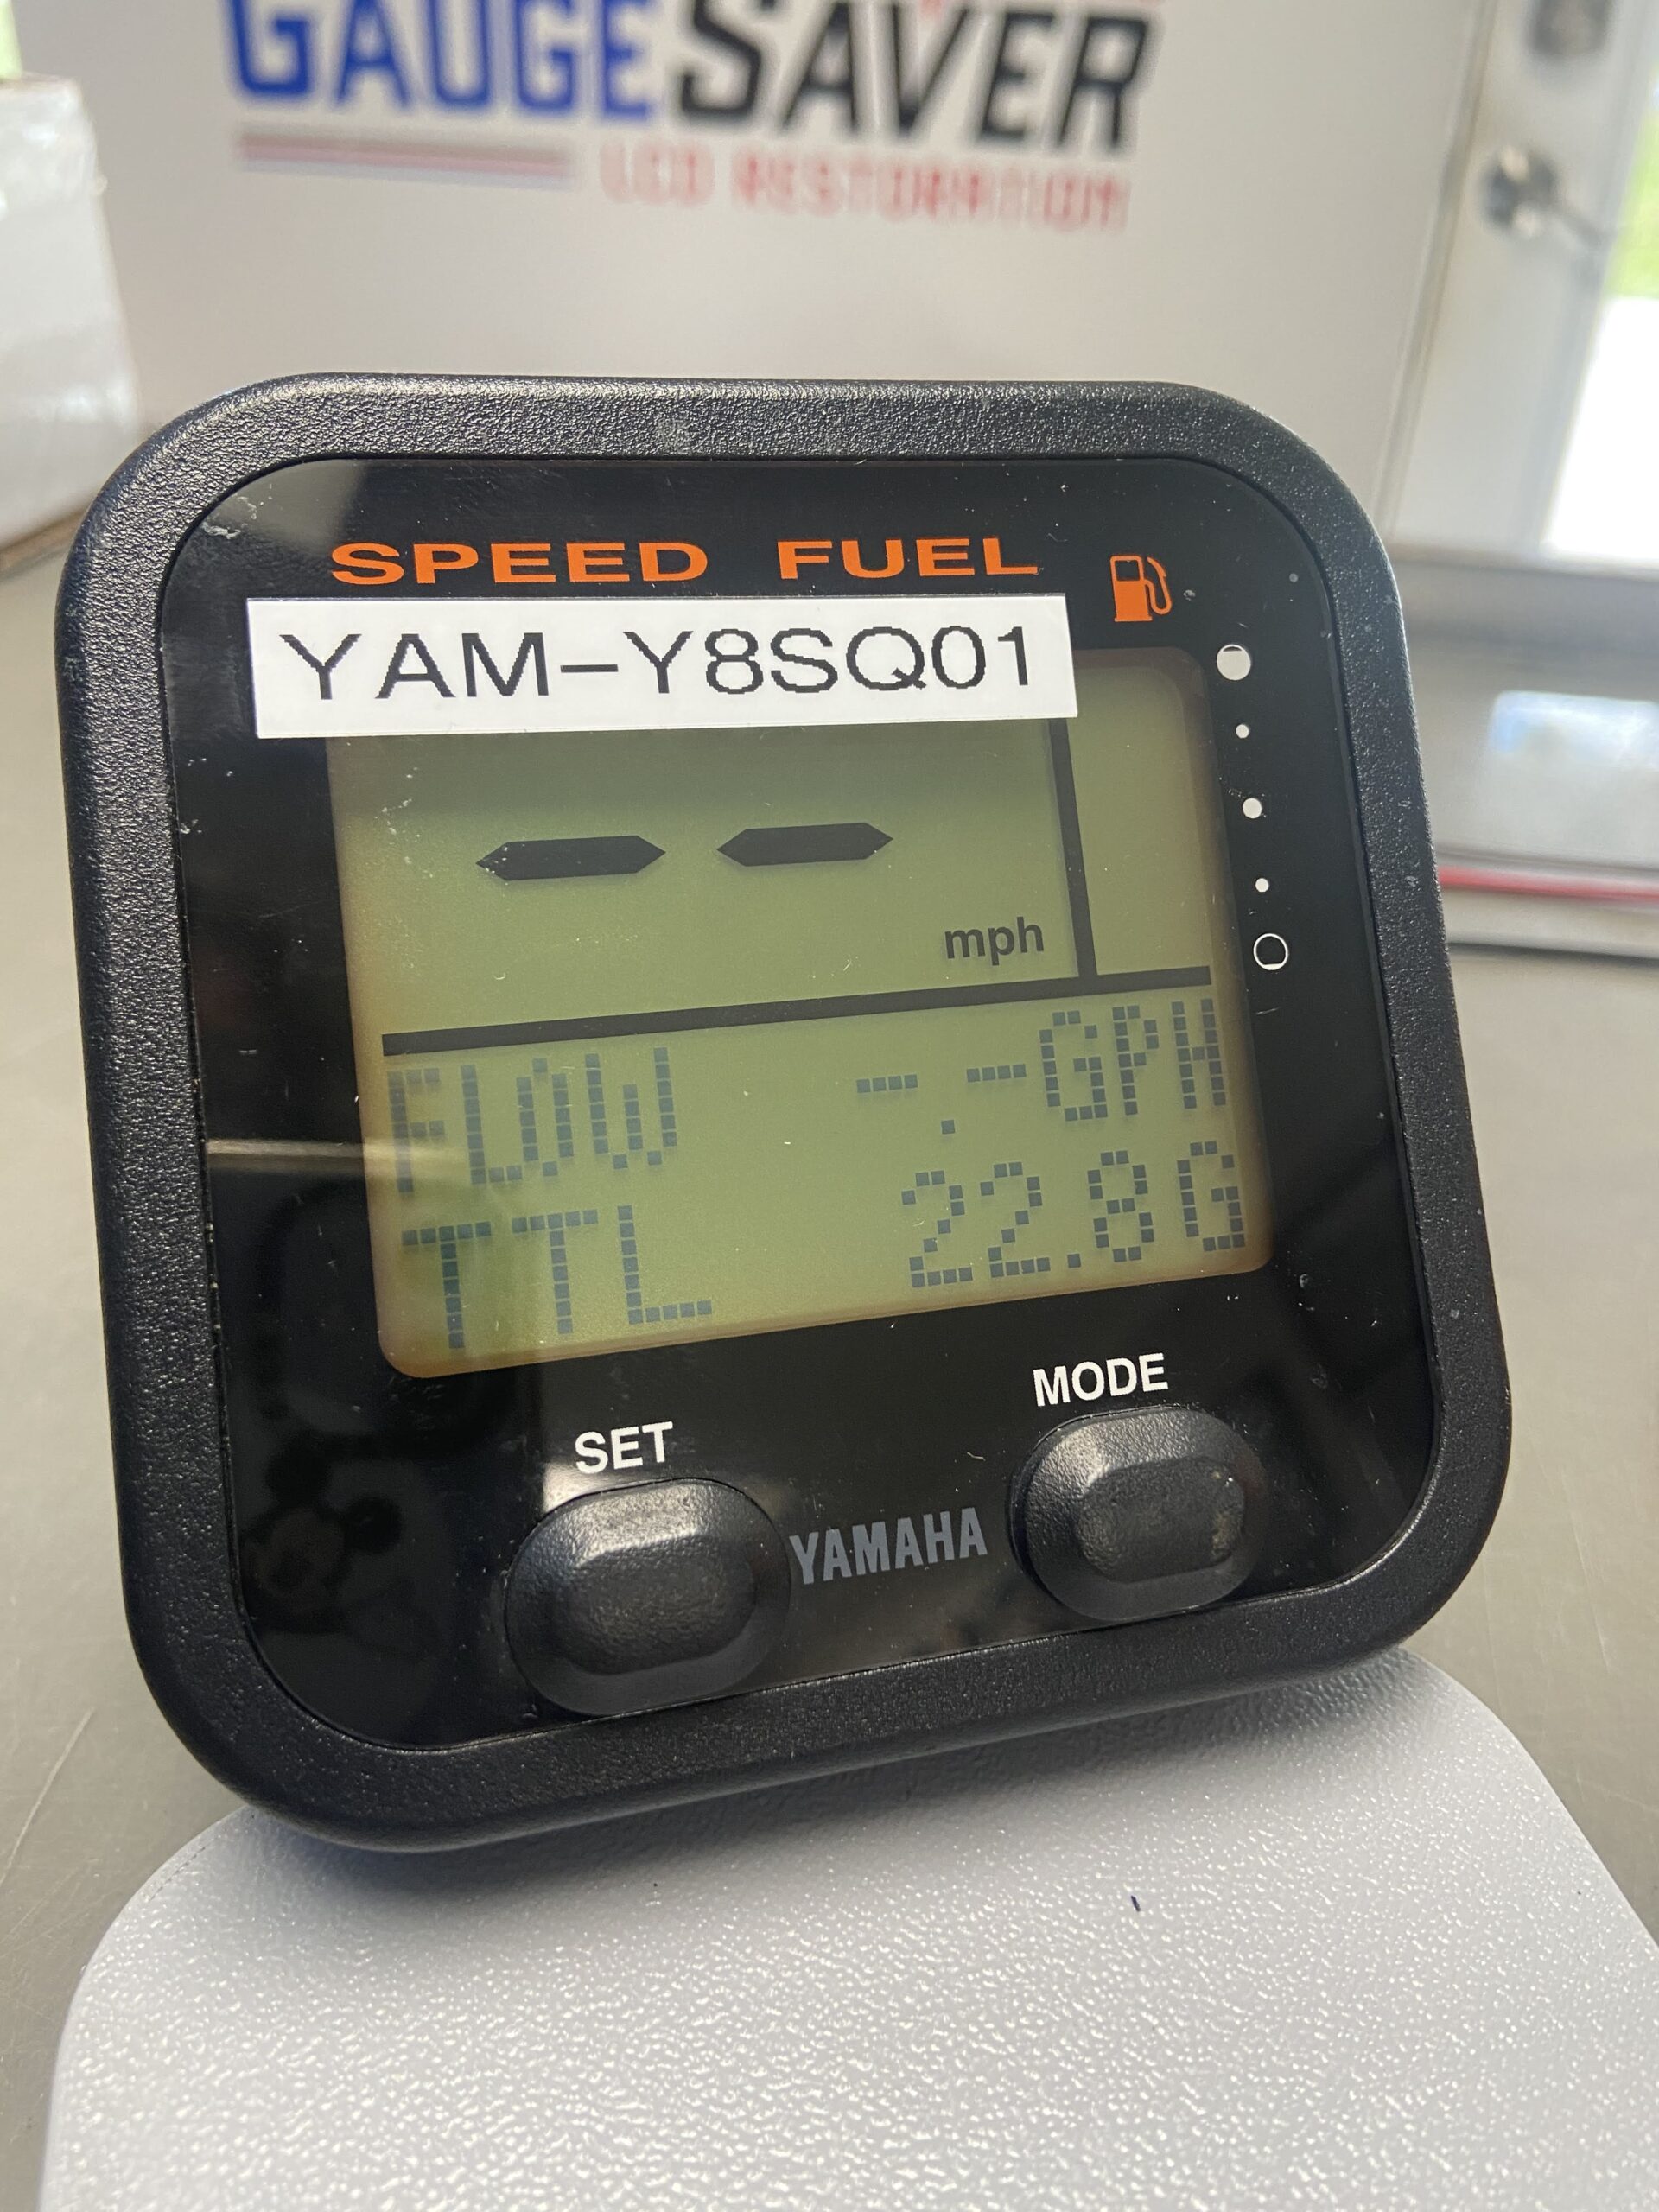 GAUGESAVER
LCD RESTORATION
SPEED FUEL
YAM-Y8SQ01
-- mph
FLOW -.-GPH
TTL 22.8G
SET
MODE
YAMAHA